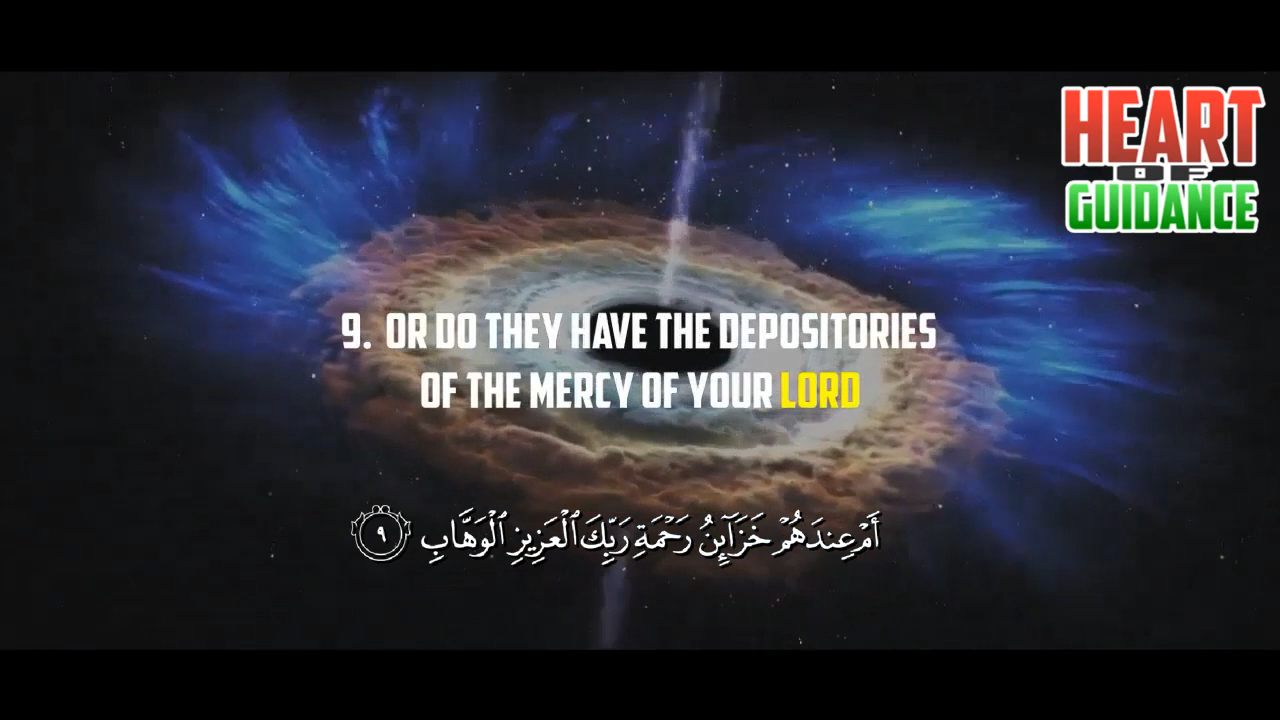 HEART
OF
GUIDANCE
9. OR DO THEY HAVE THE DEPOSITORIES
OF THE MERCY OF YOUR LORD
أَمْ عِندَهُمْ خَزَآئِنُ رَحْمَةِ رَبِّكَ ٱلْعَزِيزِ ٱلْوَهَّابِ ٩